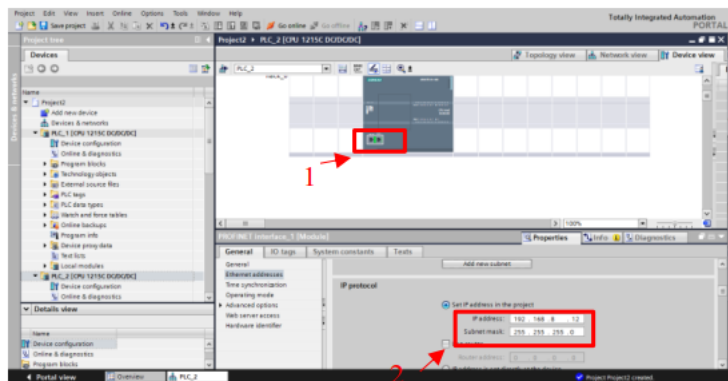 Project Edit View Insert Online Options Tools Window Help
Totally Integrated Automation
PORTAL
Save project Go online Go offline
Project tree
Project2 PLC_2 [CPU 1215C DC/DC/DC]
Devices
Topology view Network view Device view
PLC_2
Devices & networks
Name
Project2
Add new device
Devices & networks
PLC_1 [CPU 1215C DC/DC/DC]
Device configuration
Online & diagnostics
Program blocks
Technology objects
External source files
PLC tags
PLC data types
Watch and force tables
Online backups
Program info
Device proxy data
Text lists
Local modules
PLC_2 [CPU 1215C DC/DC/DC]
Device configuration
Online & diagnostics
1
100%
PROFINET interface_1 [Module]
Properties Info Diagnostics
General IO tags System constants Texts
General
Ethernet addresses
Time synchronization
Operating mode
Advanced options
Web server access
Hardware identifier
Add new subnet
IP protocol
Set IP address in the project
IP address: 192 . 168 . 8 . 12
Subnet mask: 255 . 255 . 255 . 0
Router address: 0 . 0 . 0 . 0
2
Details view
Name
Device configuration
Online & diagnostics
Program blocks
Portal view Overview PLC_2
Project Project2 created.